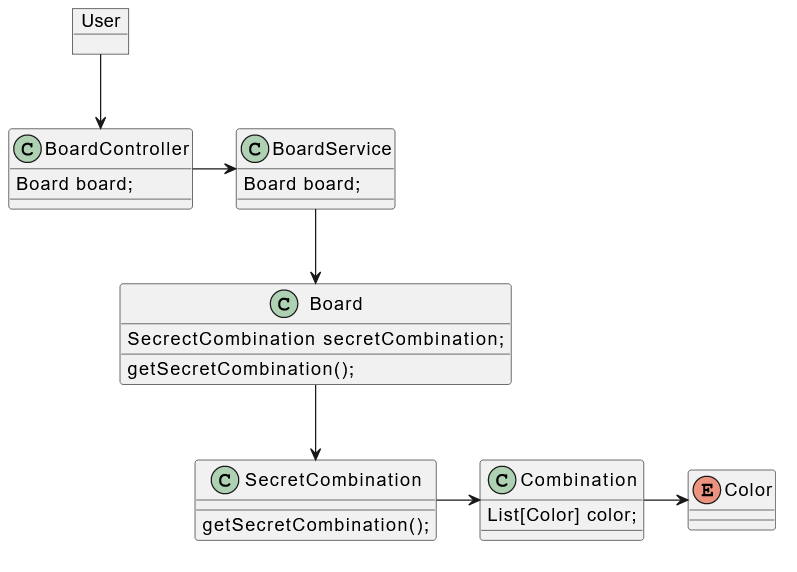 User
C BoardController
Board board;
C BoardService
Board board;
C Board
SecrectCombination secretCombination;
getSecretCombination();
C SecretCombination
getSecretCombination();
C Combination
List[Color] color;
E Color